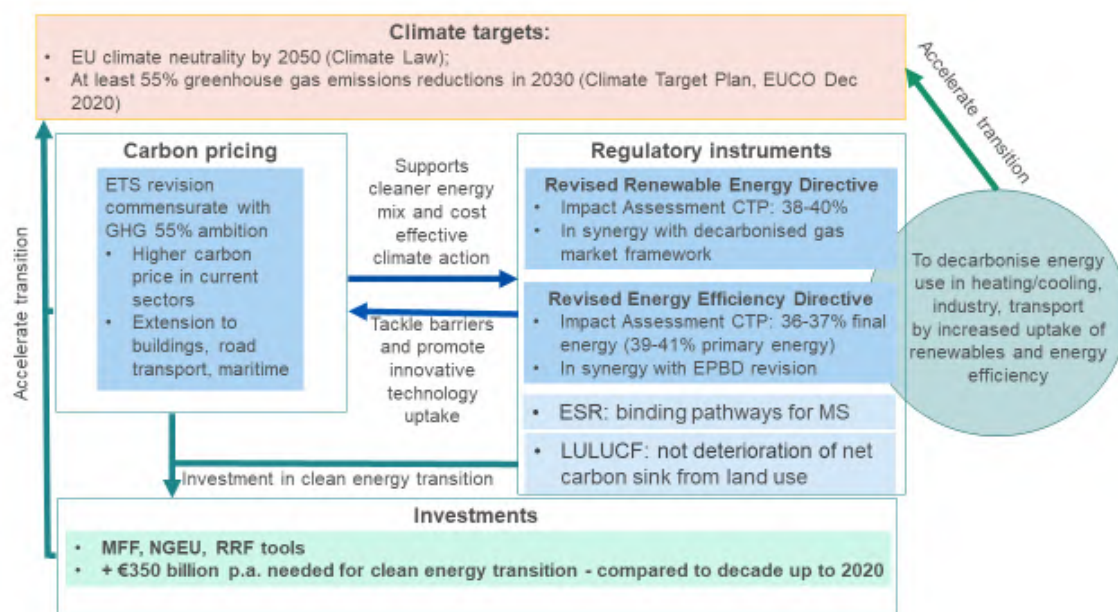 Climate targets:
• EU climate neutrality by 2050 (Climate Law);
• At least 55% greenhouse gas emissions reductions in 2030 (Climate Target Plan, EUCO Dec
2020)
Accelerate transition
Accelerate transition
Carbon pricing
ETS revision
commensurate with
GHG 55% ambition
• Higher carbon
price in current
sectors
• Extension to
buildings, road
transport, maritime
Supports
cleaner energy
mix and cost
effective
climate action
Tackle barriers
and promote
innovative
technology
uptake
Regulatory instruments
Revised Renewable Energy Directive
• Impact Assessment CTP: 38-40%
• In synergy with decarbonised gas
market framework
Revised Energy Efficiency Directive
• Impact Assessment CTP: 36-37% final
energy (39-41% primary energy)
• In synergy with EPBD revision
• ESR: binding pathways for MS
• LULUCF: not deterioration of net
carbon sink from land use
To decarbonise energy
use in heating/cooling,
industry, transport
by increased uptake of
renewables and energy
efficiency
Investment in clean energy transition
Investments
• MFF, NGEU, RRF tools
• + €350 billion p.a. needed for clean energy transition - compared to decade up to 2020